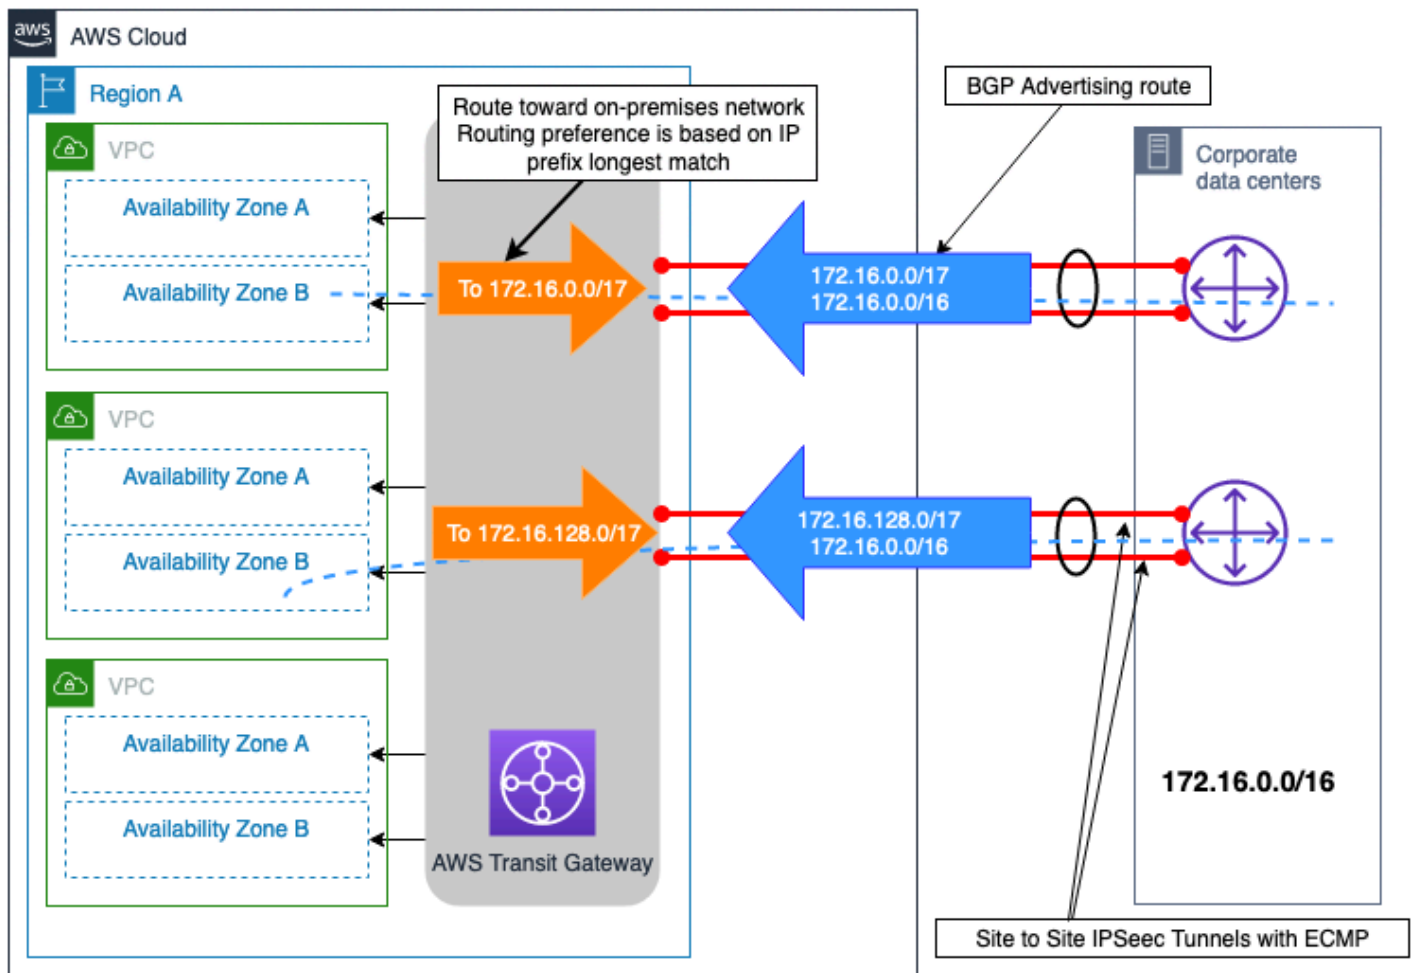 aws
AWS Cloud
Region A
Route toward on-premises network
Routing preference is based on IP
prefix longest match
BGP Advertising route
VPC
Availability Zone A
Availability Zone B
Corporate
data centers
To 172.16.0.0/17
172.16.0.0/17
172.16.0.0/16
VPC
Availability Zone A
Availability Zone B
To 172.16.128.0/17
172.16.128.0/17
172.16.0.0/16
VPC
Availability Zone A
Availability Zone B
AWS Transit Gateway
172.16.0.0/16
Site to Site IPSeec Tunnels with ECMP